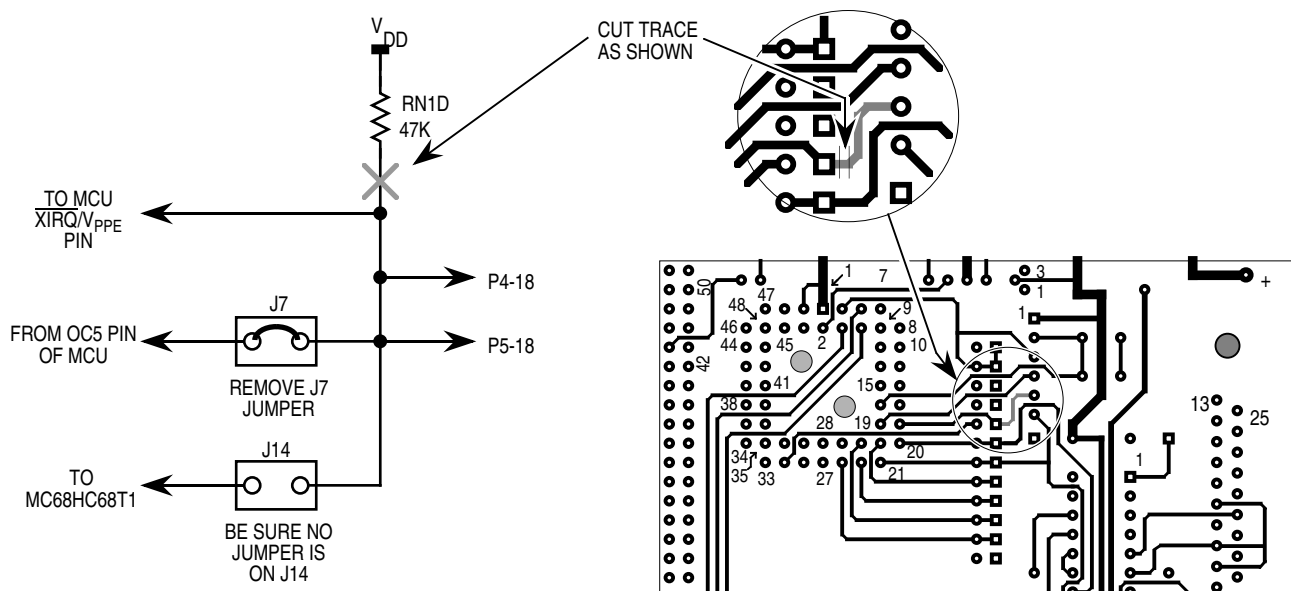 V
DD
RN1D
47K
CUT TRACE
AS SHOWN
TO MCU
XIRQ/VPPE
PIN
P4-18
J7
FROM OC5 PIN
OF MCU
P5-18
REMOVE J7
JUMPER
J14
TO
MC68HC68T1
BE SURE NO
JUMPER IS
ON J14
50
47
1
7
3
1
+
48
9
1
46
2
8
44
45
10
42
41
15
38
13
25
28
19
34
20
1
35
33
27
21